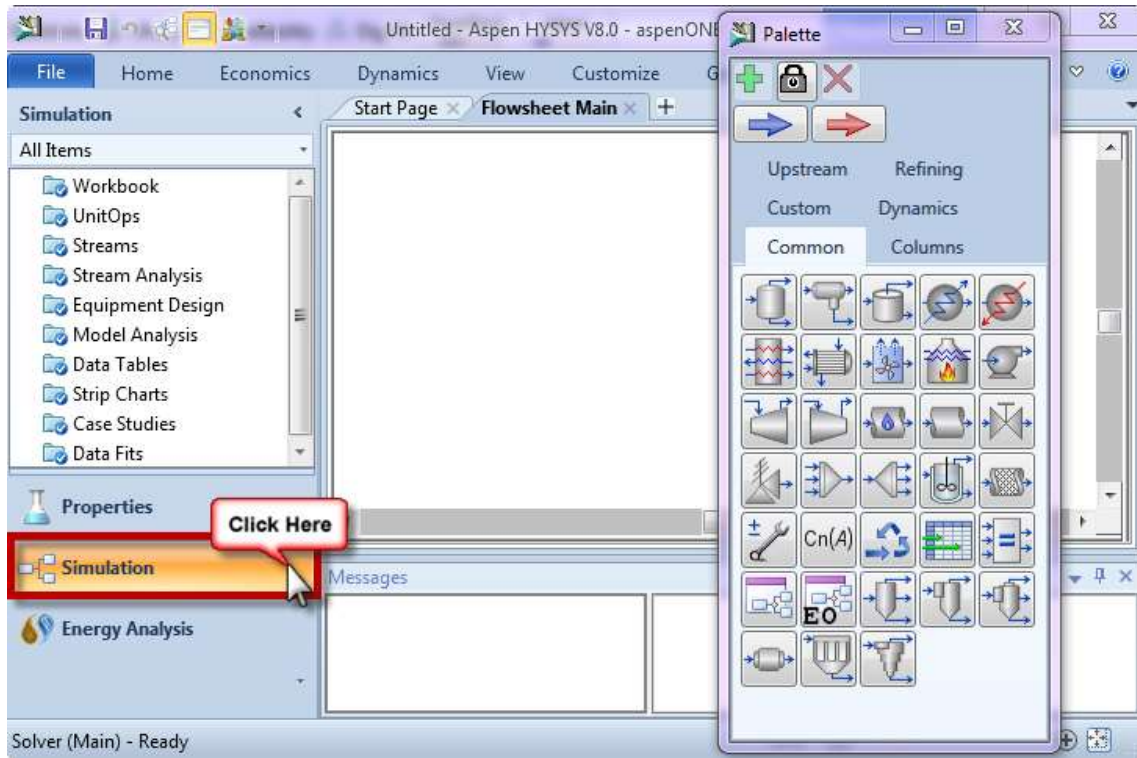 Untitled - Aspen HYSYS V8.0 - aspenONE
Palette
File Home Economics Dynamics View Customize G
Simulation <
Start Page Flowsheet Main +
All Items
Workbook
UnitOps
Streams
Stream Analysis
Equipment Design
Model Analysis
Data Tables
Strip Charts
Case Studies
Data Fits
Properties
Click Here
Simulation
Energy Analysis
Messages
Solver (Main) - Ready
Upstream Refining
Custom Dynamics
Common Columns
Cn(A)
EO